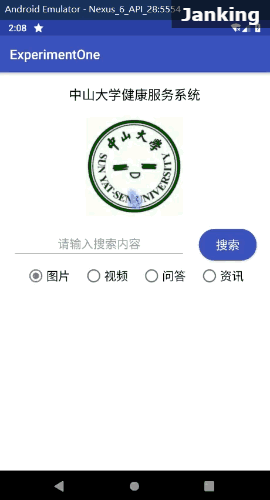 Android Emulator - Nexus_6_API_28:5554
Janking
2:08
ExperimentOne
中山大学健康服务系统
中山大学
SUN YAT-SEN UNIVERSITY
请输入搜索内容
搜索
图片
视频
问答
资讯